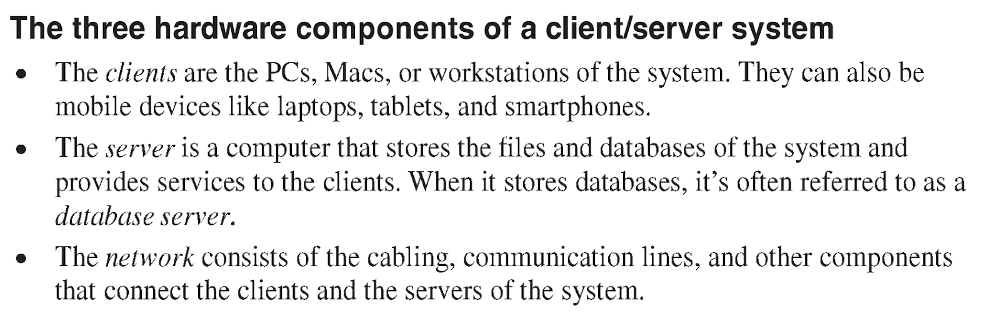 The three hardware components of a client/server system
• The clients are the PCs, Macs, or workstations of the system. They can also be
mobile devices like laptops, tablets, and smartphones.
• The server is a computer that stores the files and databases of the system and
provides services to the clients. When it stores databases, it’s often referred to as a
database server.
• The network consists of the cabling, communication lines, and other components
that connect the clients and the servers of the system.